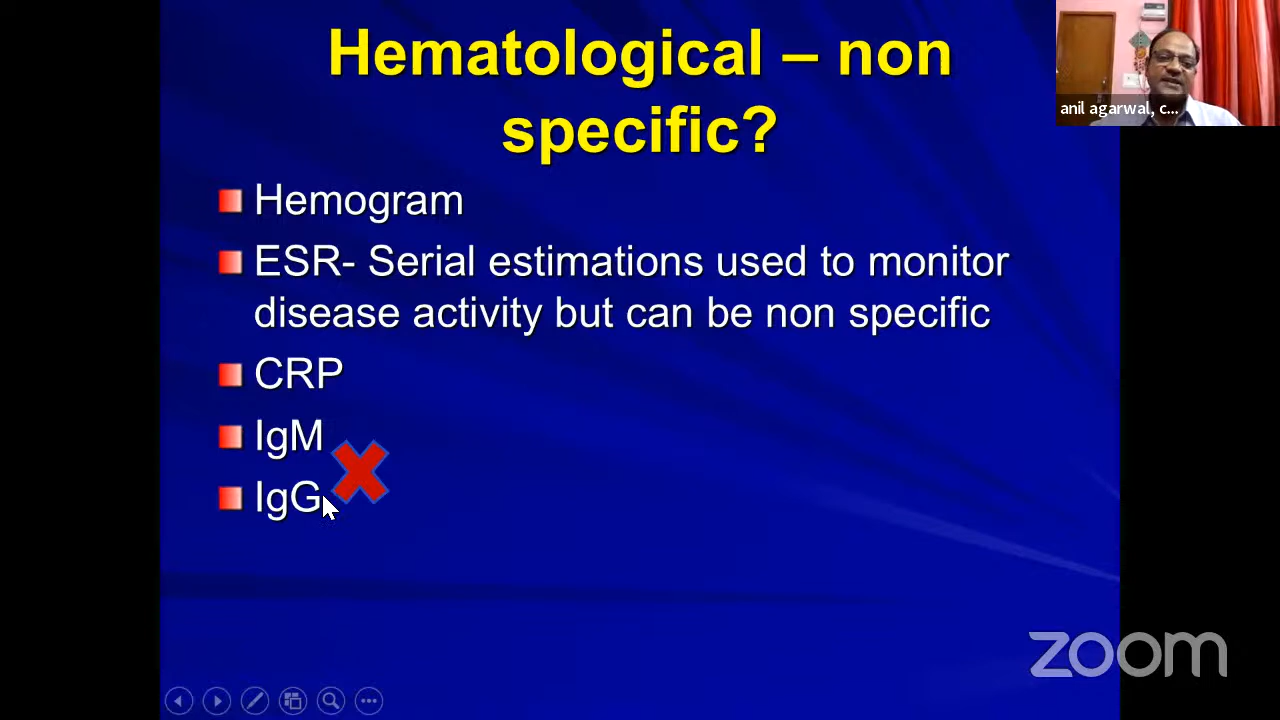 Hematological – non
specific?
anil agarwal, c...
Hemogram
ESR- Serial estimations used to monitor
disease activity but can be non specific
CRP
IgM
IgG
zoom